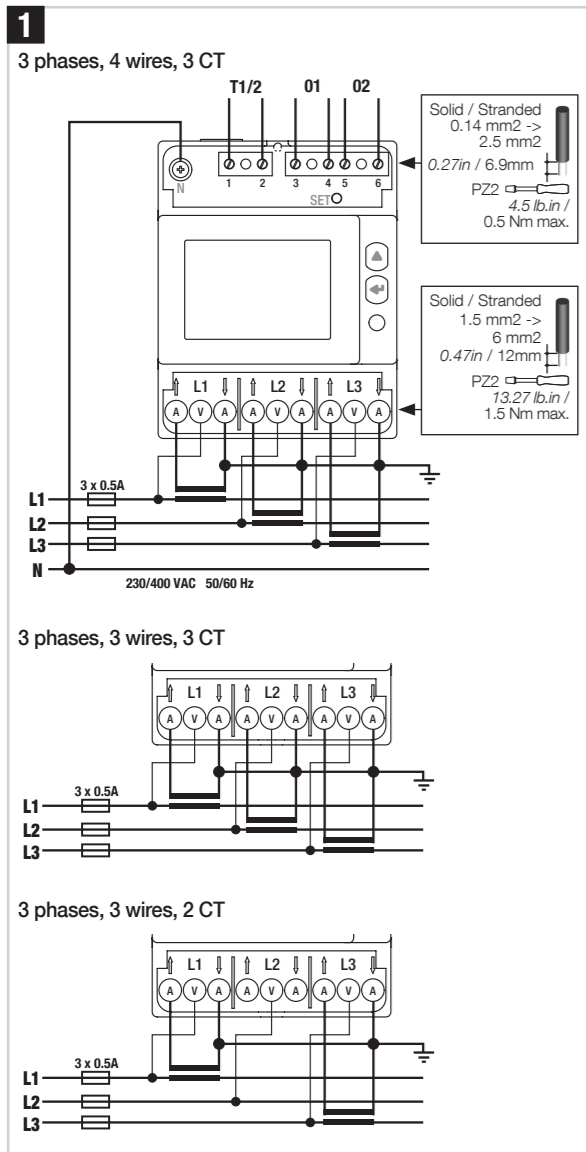 1
3 phases, 4 wires, 3 CT
T1/2 01 02
N
1 2 3 4 5 6
SET
Solid / Stranded
0.14 mm2 ->
2.5 mm2
0.27in / 6.9mm
PZ2
4.5 lb.in /
0.5 Nm max.
Solid / Stranded
1.5 mm2 ->
6 mm2
0.47in / 12mm
PZ2
13.27 lb.in /
1.5 Nm max.
L1 L2 L3
A V A A V A A V A
3 x 0.5A
L1
L2
L3
N
230/400 VAC 50/60 Hz
3 phases, 3 wires, 3 CT
L1 L2 L3
A V A A V A A V A
3 x 0.5A
L1
L2
L3
3 phases, 3 wires, 2 CT
L1 L2 L3
A V A A V A A V A
3 x 0.5A
L1
L2
L3